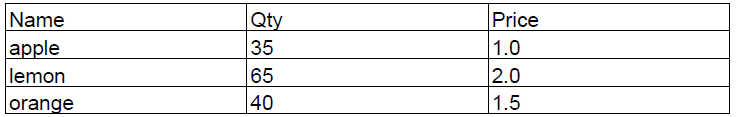 Name Qty Price
apple 35 1.0
lemon 65 2.0
orange 40 1.5